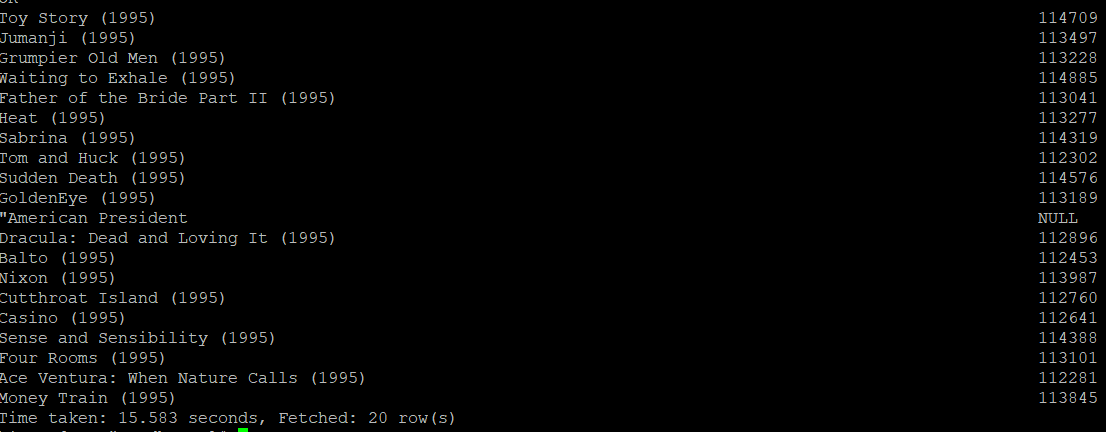 Toy Story (1995) 114709
Jumanji (1995) 113497
Grumpier Old Men (1995) 113228
Waiting to Exhale (1995) 114885
Father of the Bride Part II (1995) 113041
Heat (1995) 113277
Sabrina (1995) 114319
Tom and Huck (1995) 112302
Sudden Death (1995) 114576
GoldenEye (1995) 113189
"American President NULL
Dracula: Dead and Loving It (1995) 112896
Balto (1995) 112453
Nixon (1995) 113987
Cutthroat Island (1995) 112760
Casino (1995) 112641
Sense and Sensibility (1995) 114388
Four Rooms (1995) 113101
Ace Ventura: When Nature Calls (1995) 112281
Money Train (1995) 113845
Time taken: 15.583 seconds, Fetched: 20 row(s)